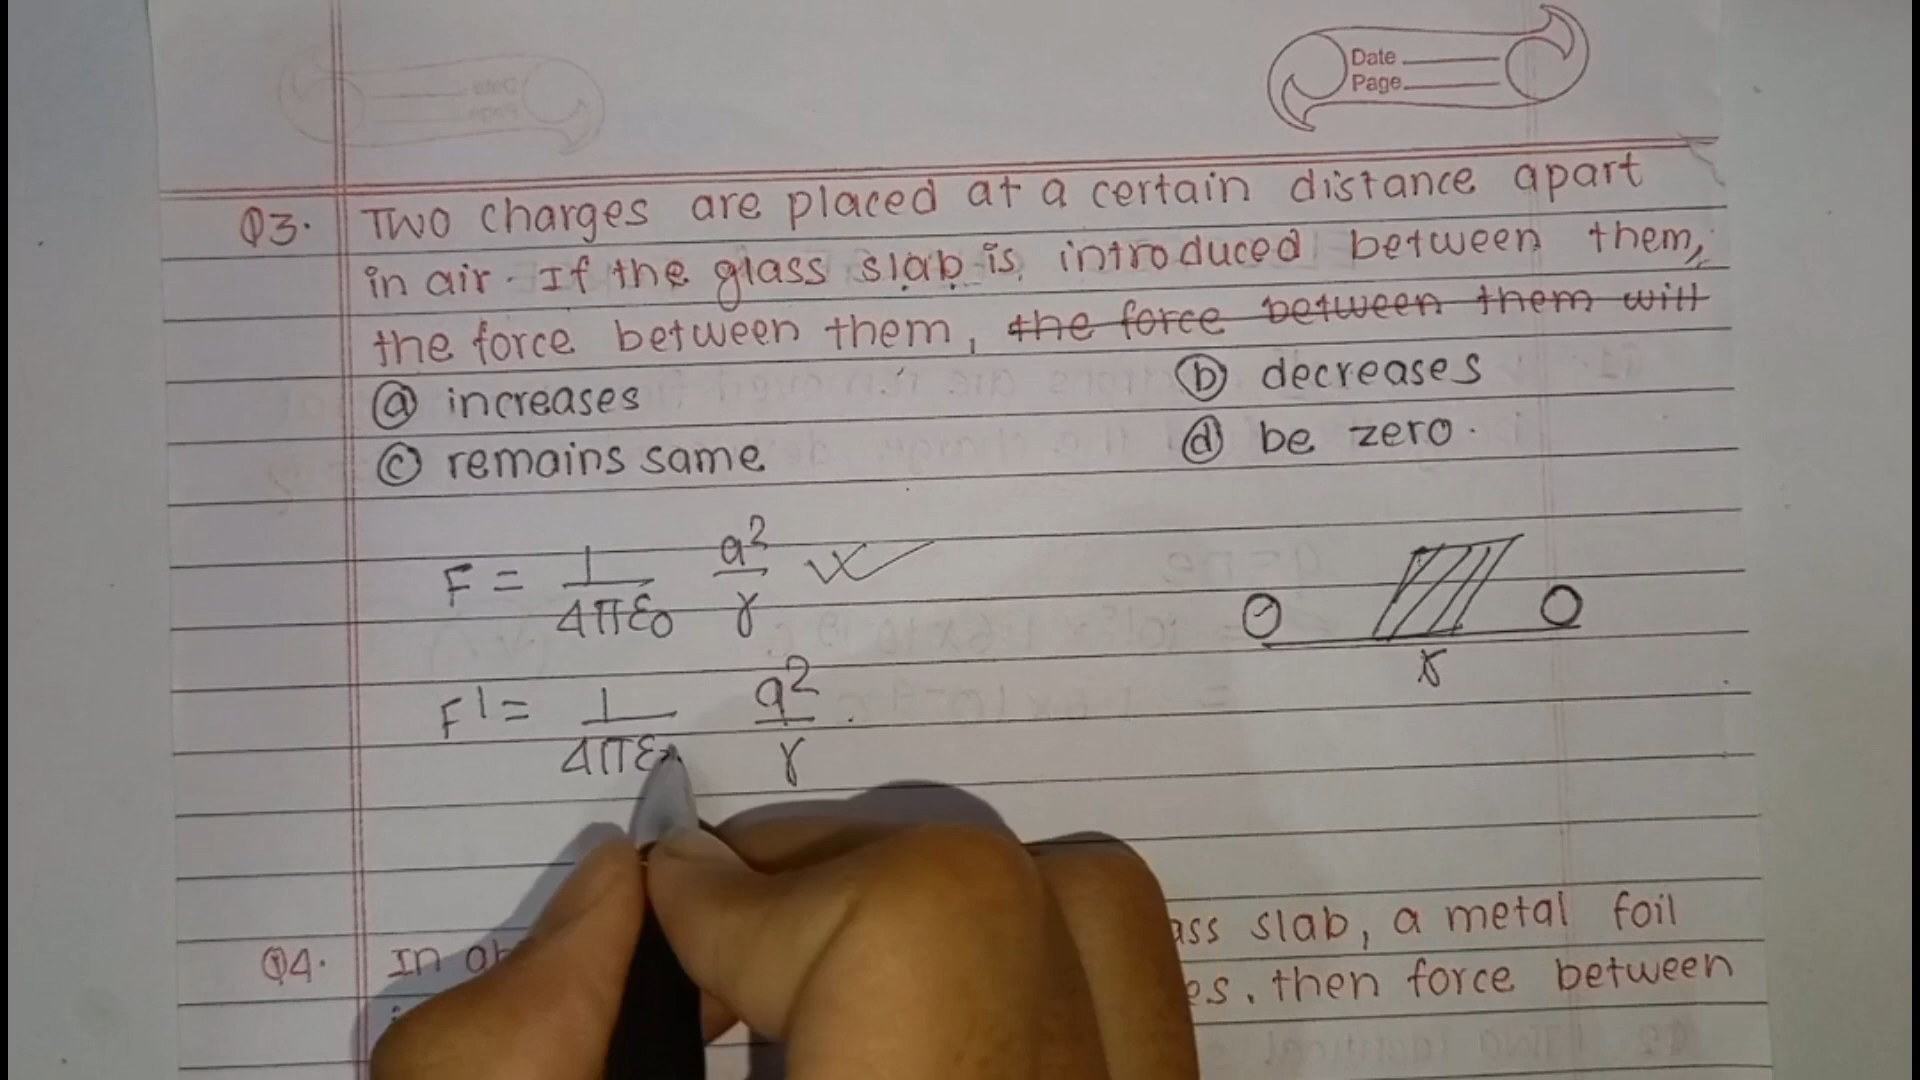 Date
Page
Q3. Two charges are placed at a certain distance apart
in air. If the glass slab is introduced between them,
the force between them, the force between them will
(a) increases (b) decreases
(c) remains same (d) be zero.
F = 1/4πε0 q²/r
F' = 1/4πε q²/r
r
Q4. In ass slab, a metal foil
es. then force between